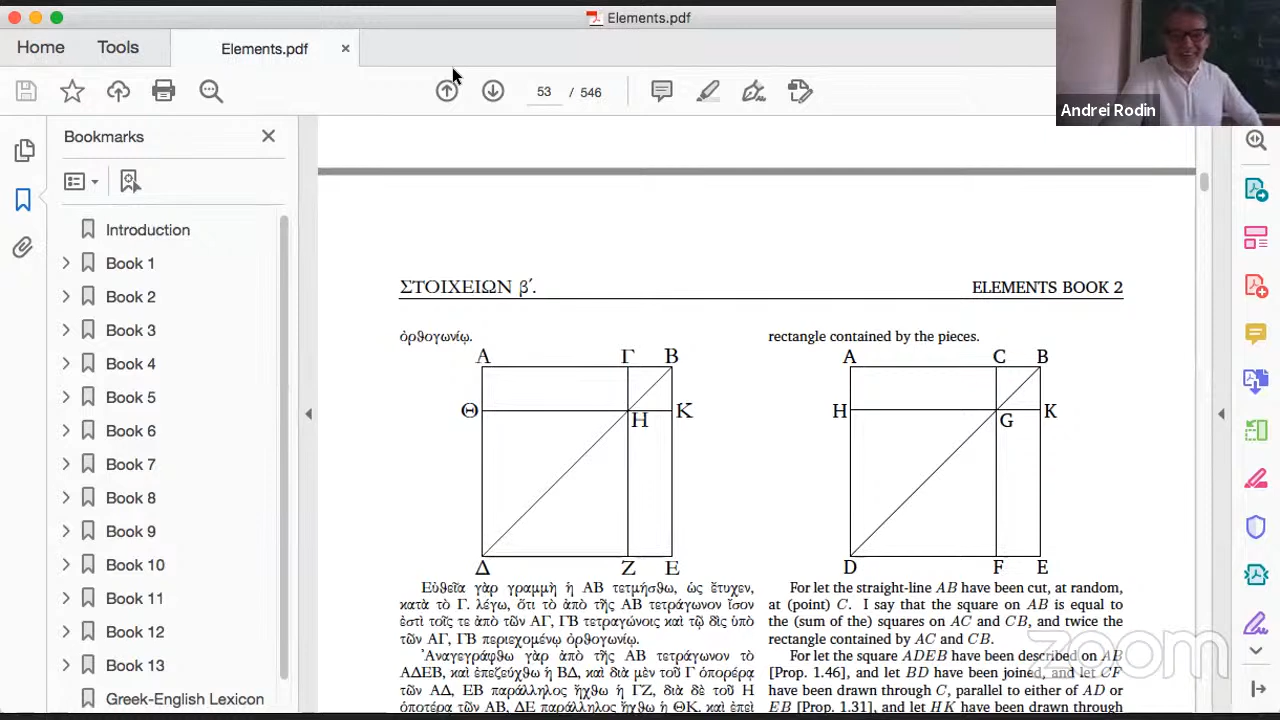 Elements.pdf
Home
Tools
Elements.pdf
53 / 546
Andrei Rodin
Bookmarks
Introduction
Book 1
Book 2
Book 3
Book 4
Book 5
Book 6
Book 7
Book 8
Book 9
Book 10
Book 11
Book 12
Book 13
Greek-English Lexicon
ΣΤΟΙΧΕΙΩΝ β΄.
ὀρθογωνίῳ.
Α Γ Β
Θ Η Κ
Δ Ζ Ε
Εὐθεῖα γὰρ γραμμὴ ἡ ΑΒ τετμήσθω, ὡς ἔτυχεν,
κατὰ τὸ Γ. λέγω, ὅτι τὸ ἀπὸ τῆς ΑΒ τετράγωνον ἴσον
ἐστὶ τοῖς τε ἀπὸ τῶν ΑΓ, ΓΒ τετραγώνοις καὶ τῷ δὶς ὑπὸ
τῶν ΑΓ, ΓΒ περιεχομένῳ ὀρθογωνίῳ.
Ἀναγεγράφθω γὰρ ἀπὸ τῆς ΑΒ τετράγωνον τὸ
ΑΔΕΒ, καὶ ἐπεζεύχθω ἡ ΒΔ, καὶ διὰ μὲν τοῦ Γ ὁποτέρᾳ
τῶν ΑΔ, ΕΒ παράλληλος ἤχθω ἡ ΓΖ, διὰ δὲ τοῦ Η
ὁποτέρᾳ τῶν ΑΒ, ΔΕ παράλληλος ἤχθω ἡ ΘΚ. καὶ ἐπεὶ
ELEMENTS BOOK 2
rectangle contained by the pieces.
A C B
H G K
D F E
For let the straight-line AB have been cut, at random,
at (point) C. I say that the square on AB is equal to
the (sum of the) squares on AC and CB, and twice the
rectangle contained by AC and CB.
For let the square ADEB have been described on AB
[Prop. 1.46], and let BD have been joined, and let CF
have been drawn through C, parallel to either of AD or
EB [Prop. 1.31], and let HK have been drawn through
zoom